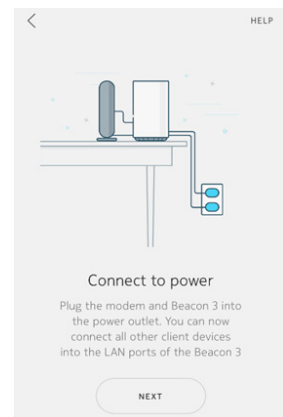 HELP
Connect to power
Plug the modem and Beacon 3 into
the power outlet. You can now
connect all other client devices
into the LAN ports of the Beacon 3
NEXT